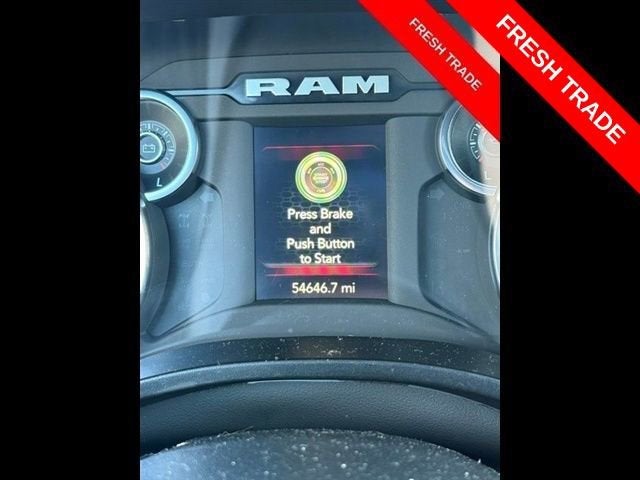 FRESH TRADE
FRESH TRADE
RAM
L
Press Brake
and
Push Button
to Start
54646.7 mi